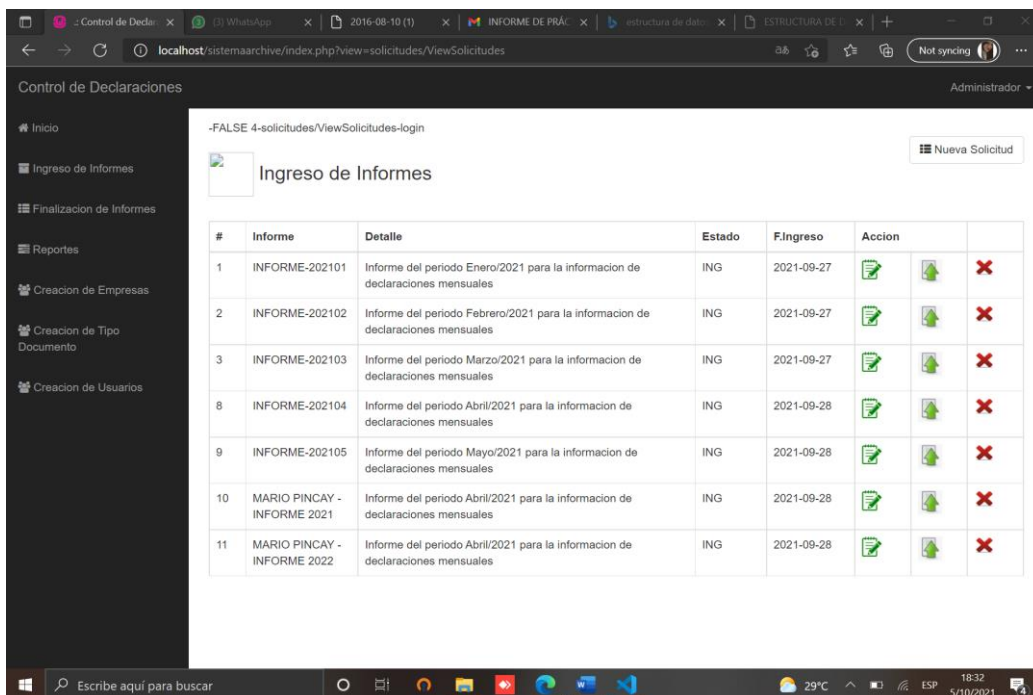 .: Control de Declar
(3) WhatsApp
2016-08-10 (1)
INFORME DE PRÁC
estructura de dato
ESTRUCTURA DE D
localhost/sistemaarchive/index.php?view=solicitudes/ViewSolicitudes
Not syncing
Control de Declaraciones
Administrador
Inicio
Ingreso de Informes
Finalizacion de Informes
Reportes
Creacion de Empresas
Creacion de Tipo
Documento
Creacion de Usuarios
-FALSE 4-solicitudes/ViewSolicitudes-login
Nueva Solicitud
Ingreso de Informes
# Informe Detalle Estado F.Ingreso Accion
1 INFORME-202101 Informe del periodo Enero/2021 para la informacion de ING 2021-09-27
declaraciones mensuales
2 INFORME-202102 Informe del periodo Febrero/2021 para la informacion de ING 2021-09-27
declaraciones mensuales
3 INFORME-202103 Informe del periodo Marzo/2021 para la informacion de ING 2021-09-27
declaraciones mensuales
8 INFORME-202104 Informe del periodo Abril/2021 para la informacion de ING 2021-09-28
declaraciones mensuales
9 INFORME-202105 Informe del periodo Mayo/2021 para la informacion de ING 2021-09-28
declaraciones mensuales
10 MARIO PINCAY - Informe del periodo Abril/2021 para la informacion de ING 2021-09-28
INFORME 2021 declaraciones mensuales
11 MARIO PINCAY - Informe del periodo Abril/2021 para la informacion de ING 2021-09-28
INFORME 2022 declaraciones mensuales
Escribe aquí para buscar
29°C
ESP
18:32
5/10/2021